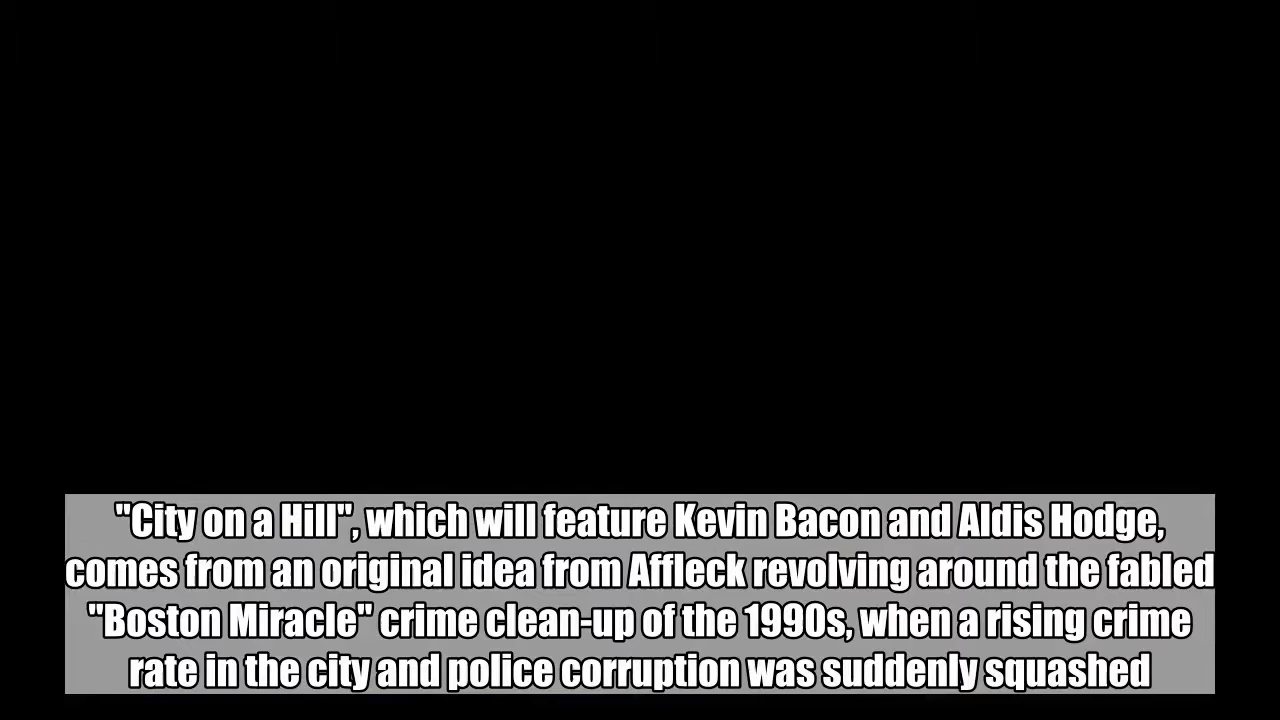 "City on a Hill", which will feature Kevin Bacon and Aldis Hodge,
comes from an original idea from Affleck revolving around the fabled
"Boston Miracle" crime clean-up of the 1990s, when a rising crime
rate in the city and police corruption was suddenly squashed